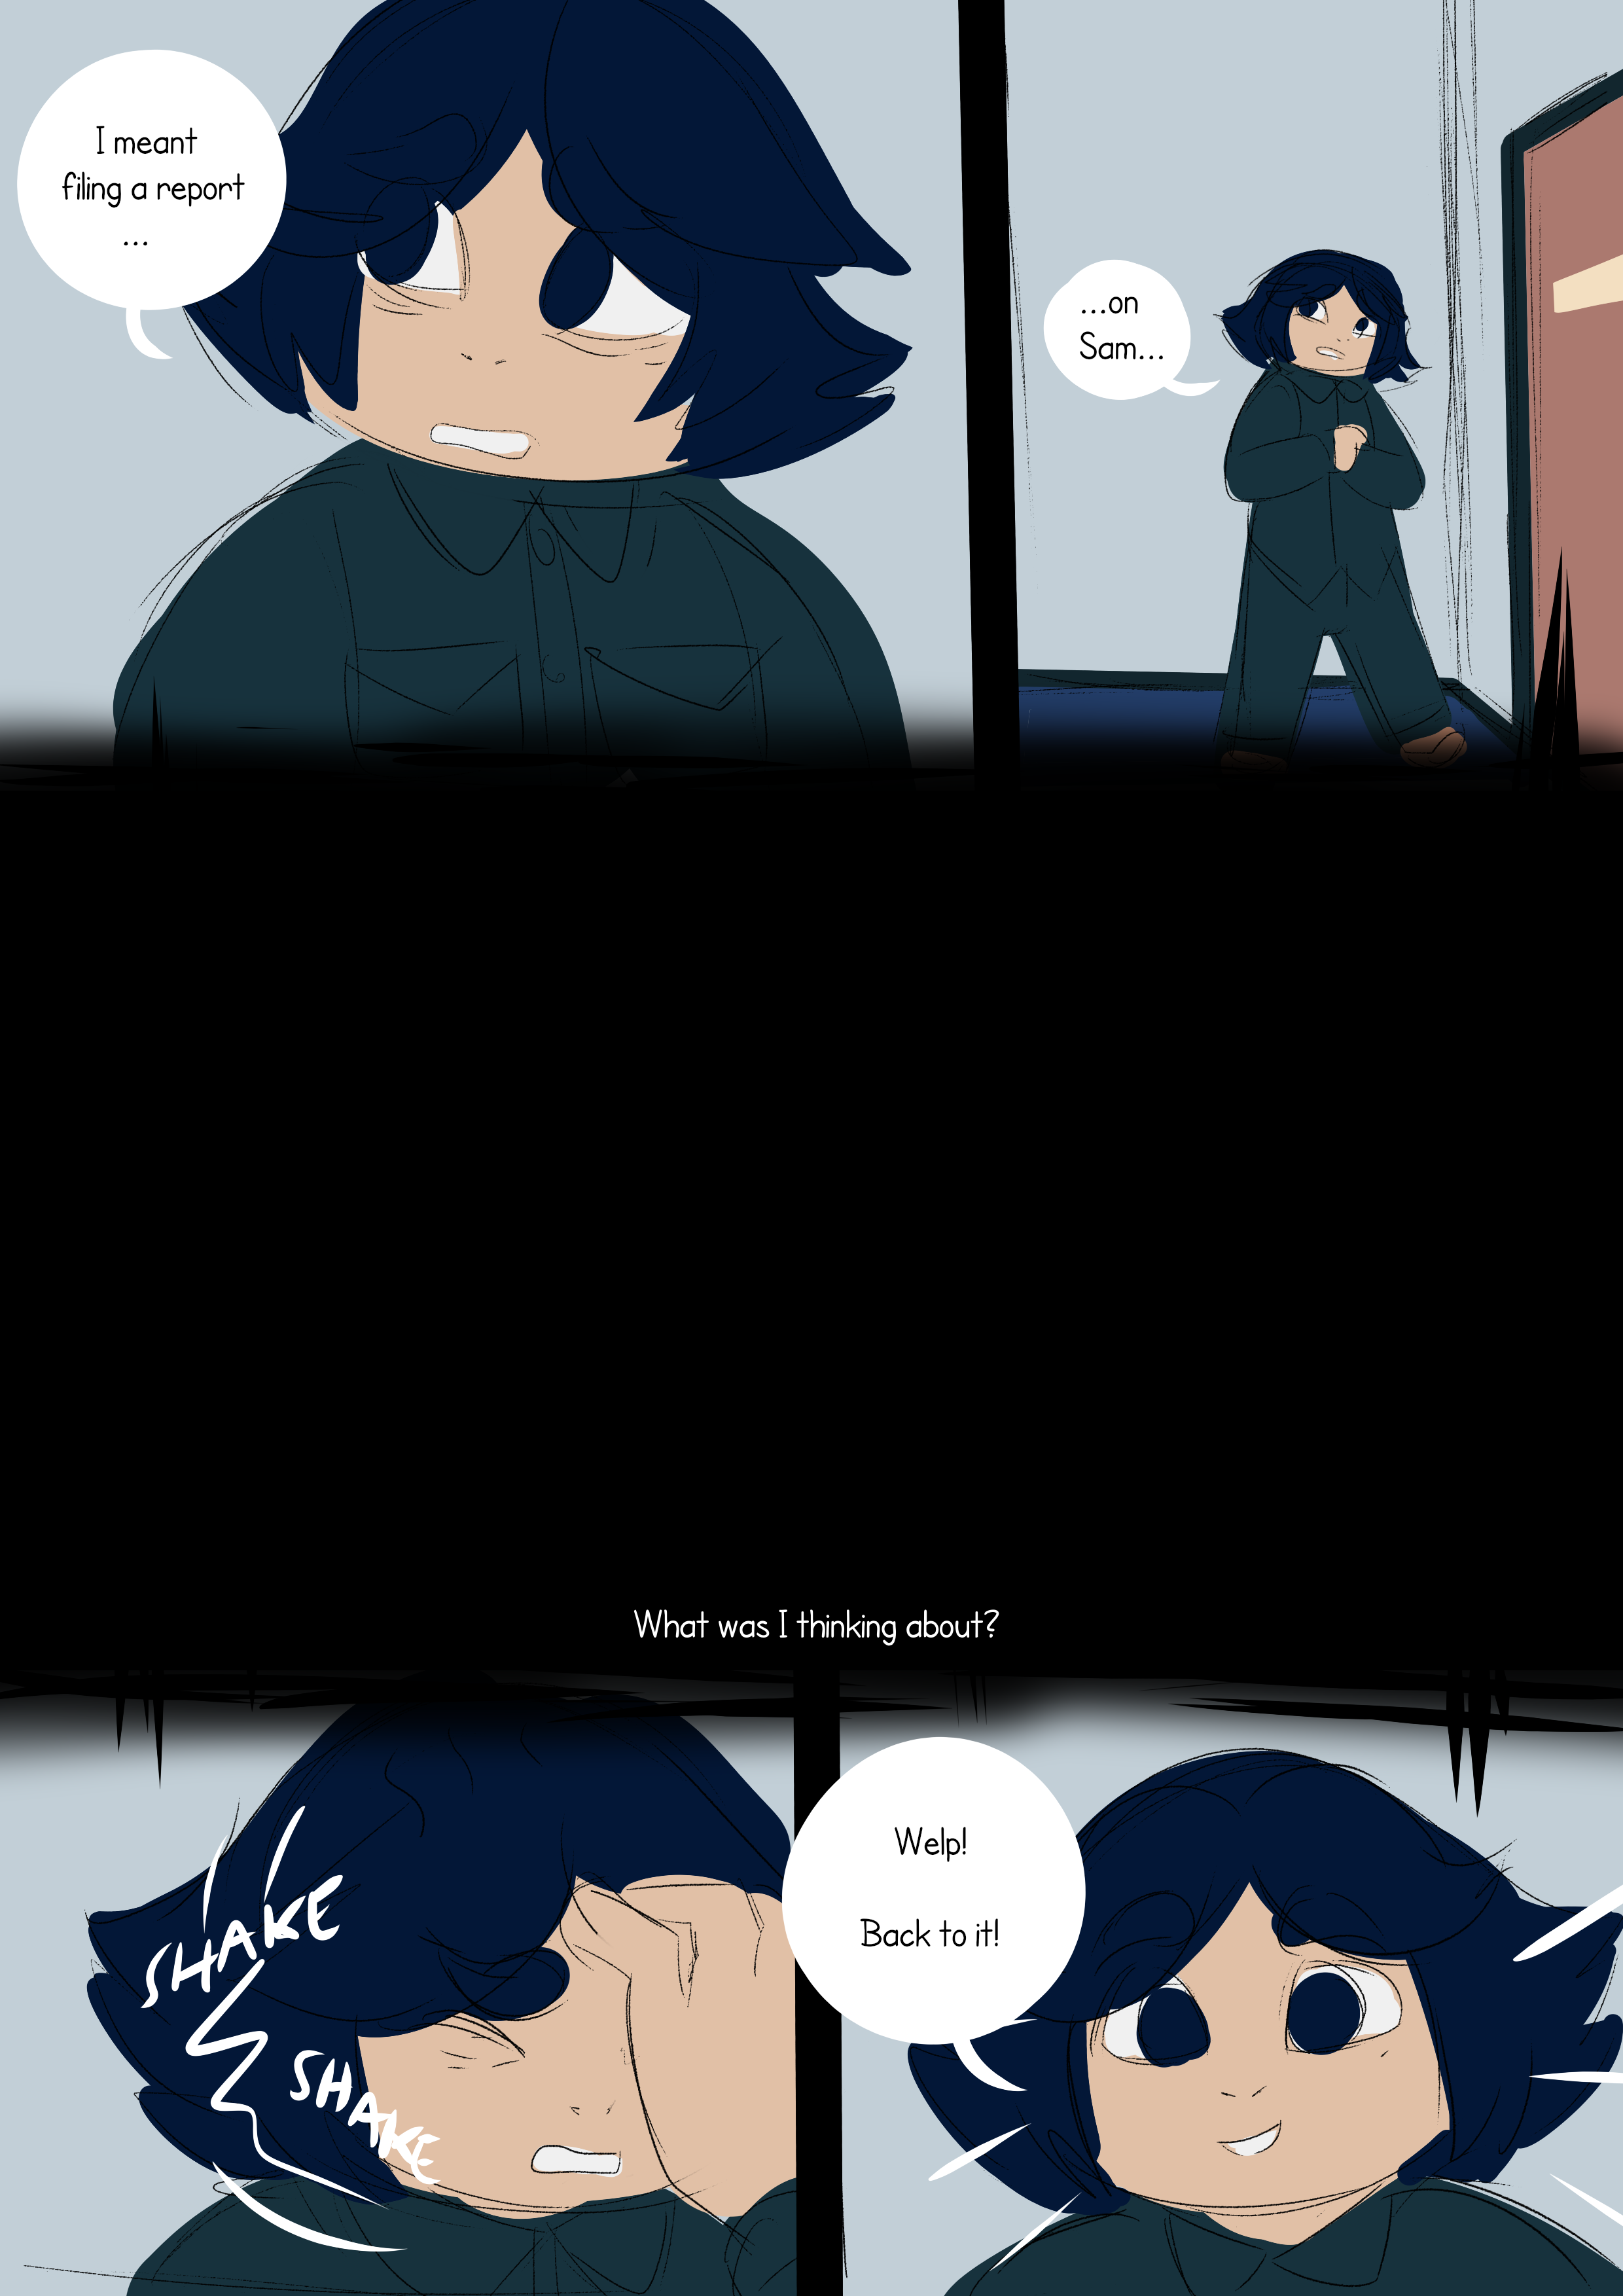 I meant
filing a report
...
...on
Sam...
What was I thinking about?
SHAKE
SHAKE
Welp!
Back to it!